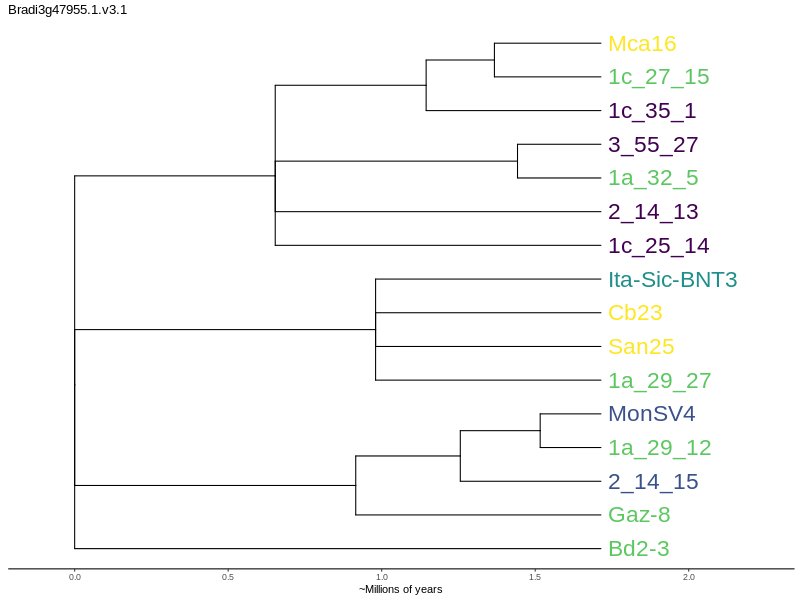 Bradi3g47955.1.v3.1
Mca16
1c_27_15
1c_35_1
3_55_27
1a_32_5
2_14_13
1c_25_14
Ita-Sic-BNT3
Cb23
San25
1a_29_27
MonSV4
1a_29_12
2_14_15
Gaz-8
Bd2-3
0.0 0.5 1.0 1.5 2.0
~Millions of years